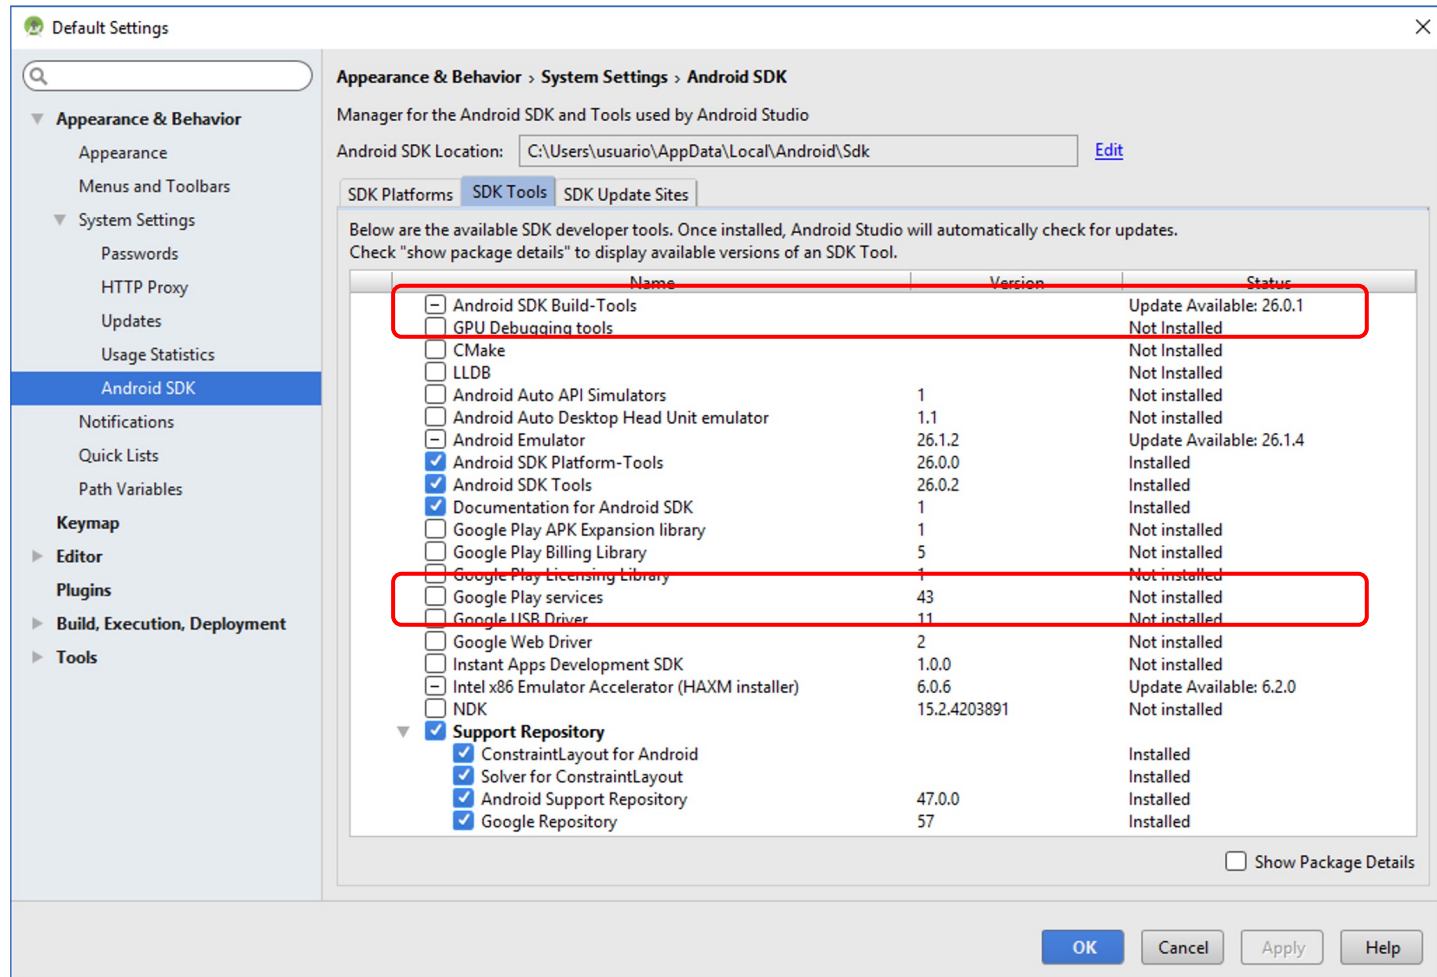 Default Settings
Appearance & Behavior
Appearance
Menus and Toolbars
System Settings
Passwords
HTTP Proxy
Updates
Usage Statistics
Android SDK
Notifications
Quick Lists
Path Variables
Keymap
Editor
Plugins
Build, Execution, Deployment
Tools
Appearance & Behavior › System Settings › Android SDK
Manager for the Android SDK and Tools used by Android Studio
Android SDK Location: C:\Users\usuario\AppData\Local\Android\Sdk Edit
SDK Platforms SDK Tools SDK Update Sites
Below are the available SDK developer tools. Once installed, Android Studio will automatically check for updates.
Check "show package details" to display available versions of an SDK Tool.
Name Version Status
Android SDK Build-Tools Update Available: 26.0.1
GPU Debugging tools Not Installed
CMake Not Installed
LLDB Not Installed
Android Auto API Simulators 1 Not installed
Android Auto Desktop Head Unit emulator 1.1 Not installed
Android Emulator 26.1.2 Update Available: 26.1.4
Android SDK Platform-Tools 26.0.0 Installed
Android SDK Tools 26.0.2 Installed
Documentation for Android SDK 1 Installed
Google Play APK Expansion library 1 Not installed
Google Play Billing Library 5 Not installed
Google Play Licensing Library 1 Not installed
Google Play services 43 Not installed
Google USB Driver 11 Not installed
Google Web Driver 2 Not installed
Instant Apps Development SDK 1.0.0 Not installed
Intel x86 Emulator Accelerator (HAXM installer) 6.0.6 Update Available: 6.2.0
NDK 15.2.4203891 Not installed
Support Repository
ConstraintLayout for Android Installed
Solver for ConstraintLayout Installed
Android Support Repository 47.0.0 Installed
Google Repository 57 Installed
Show Package Details
OK Cancel Apply Help